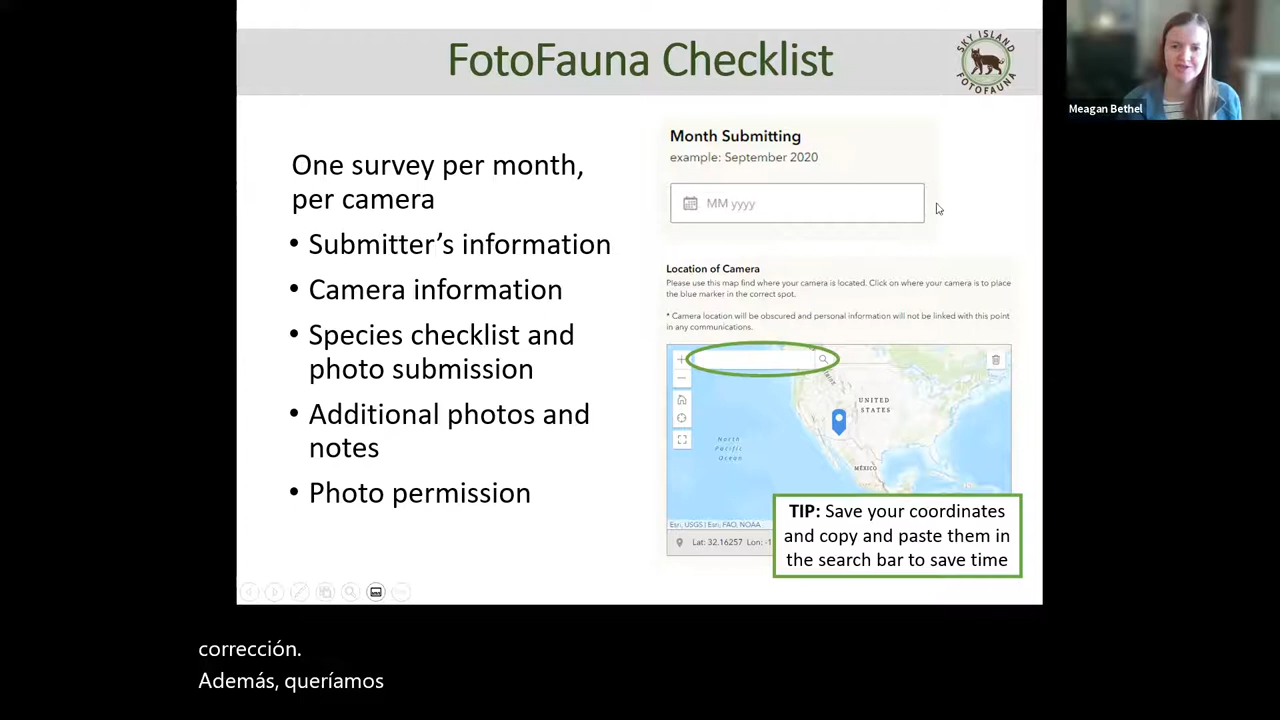 FotoFauna Checklist
SKY ISLAND
FOTOFAUNA
Meagan Bethel
One survey per month,
per camera
• Submitter's information
• Camera information
• Species checklist and
photo submission
• Additional photos and
notes
• Photo permission
Month Submitting
example: September 2020
MM yyyy
Location of Camera
Please use this map find where your camera is located. Click on where your camera is to place
the blue marker in the correct spot.
* Camera location will be obscured and personal information will not be linked with this point
in any communications.
UNITED
STATES
North
Pacific
Ocean
MÉXICO
Esri, USGS | Esri, FAO, NOAA
Lat: 32.16257 Lon: -1
TIP: Save your coordinates
and copy and paste them in
the search bar to save time
corrección.
Además, queríamos